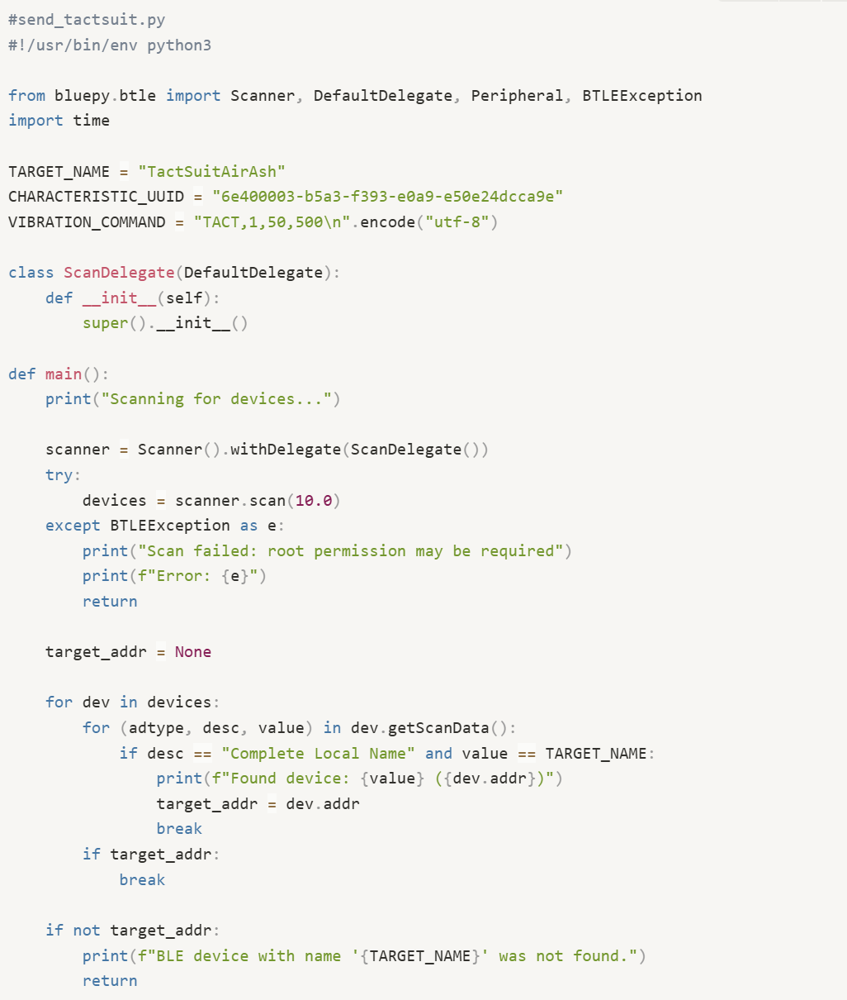 #send_tactsuit.py
#!/usr/bin/env python3

from bluepy.btle import Scanner, DefaultDelegate, Peripheral, BTLEException
import time

TARGET_NAME = "TactSuitAirAsh"
CHARACTERISTIC_UUID = "6e400003-b5a3-f393-e0a9-e50e24dcca9e"
VIBRATION_COMMAND = "TACT,1,50,500\n".encode("utf-8")

class ScanDelegate(DefaultDelegate):
    def __init__(self):
        super().__init__()

def main():
    print("Scanning for devices...")

    scanner = Scanner().withDelegate(ScanDelegate())
    try:
        devices = scanner.scan(10.0)
    except BTLEException as e:
        print("Scan failed: root permission may be required")
        print(f"Error: {e}")
        return

    target_addr = None

    for dev in devices:
        for (adtype, desc, value) in dev.getScanData():
            if desc == "Complete Local Name" and value == TARGET_NAME:
                print(f"Found device: {value} ({dev.addr})")
                target_addr = dev.addr
                break
        if target_addr:
            break

    if not target_addr:
        print(f"BLE device with name '{TARGET_NAME}' was not found.")
        return